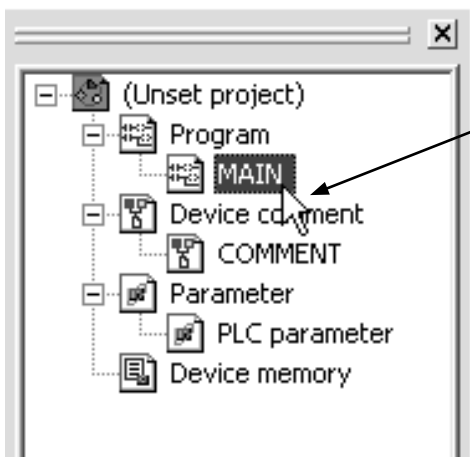 (Unset project)
Program
MAIN
Device comment
COMMENT
Parameter
PLC parameter
Device memory